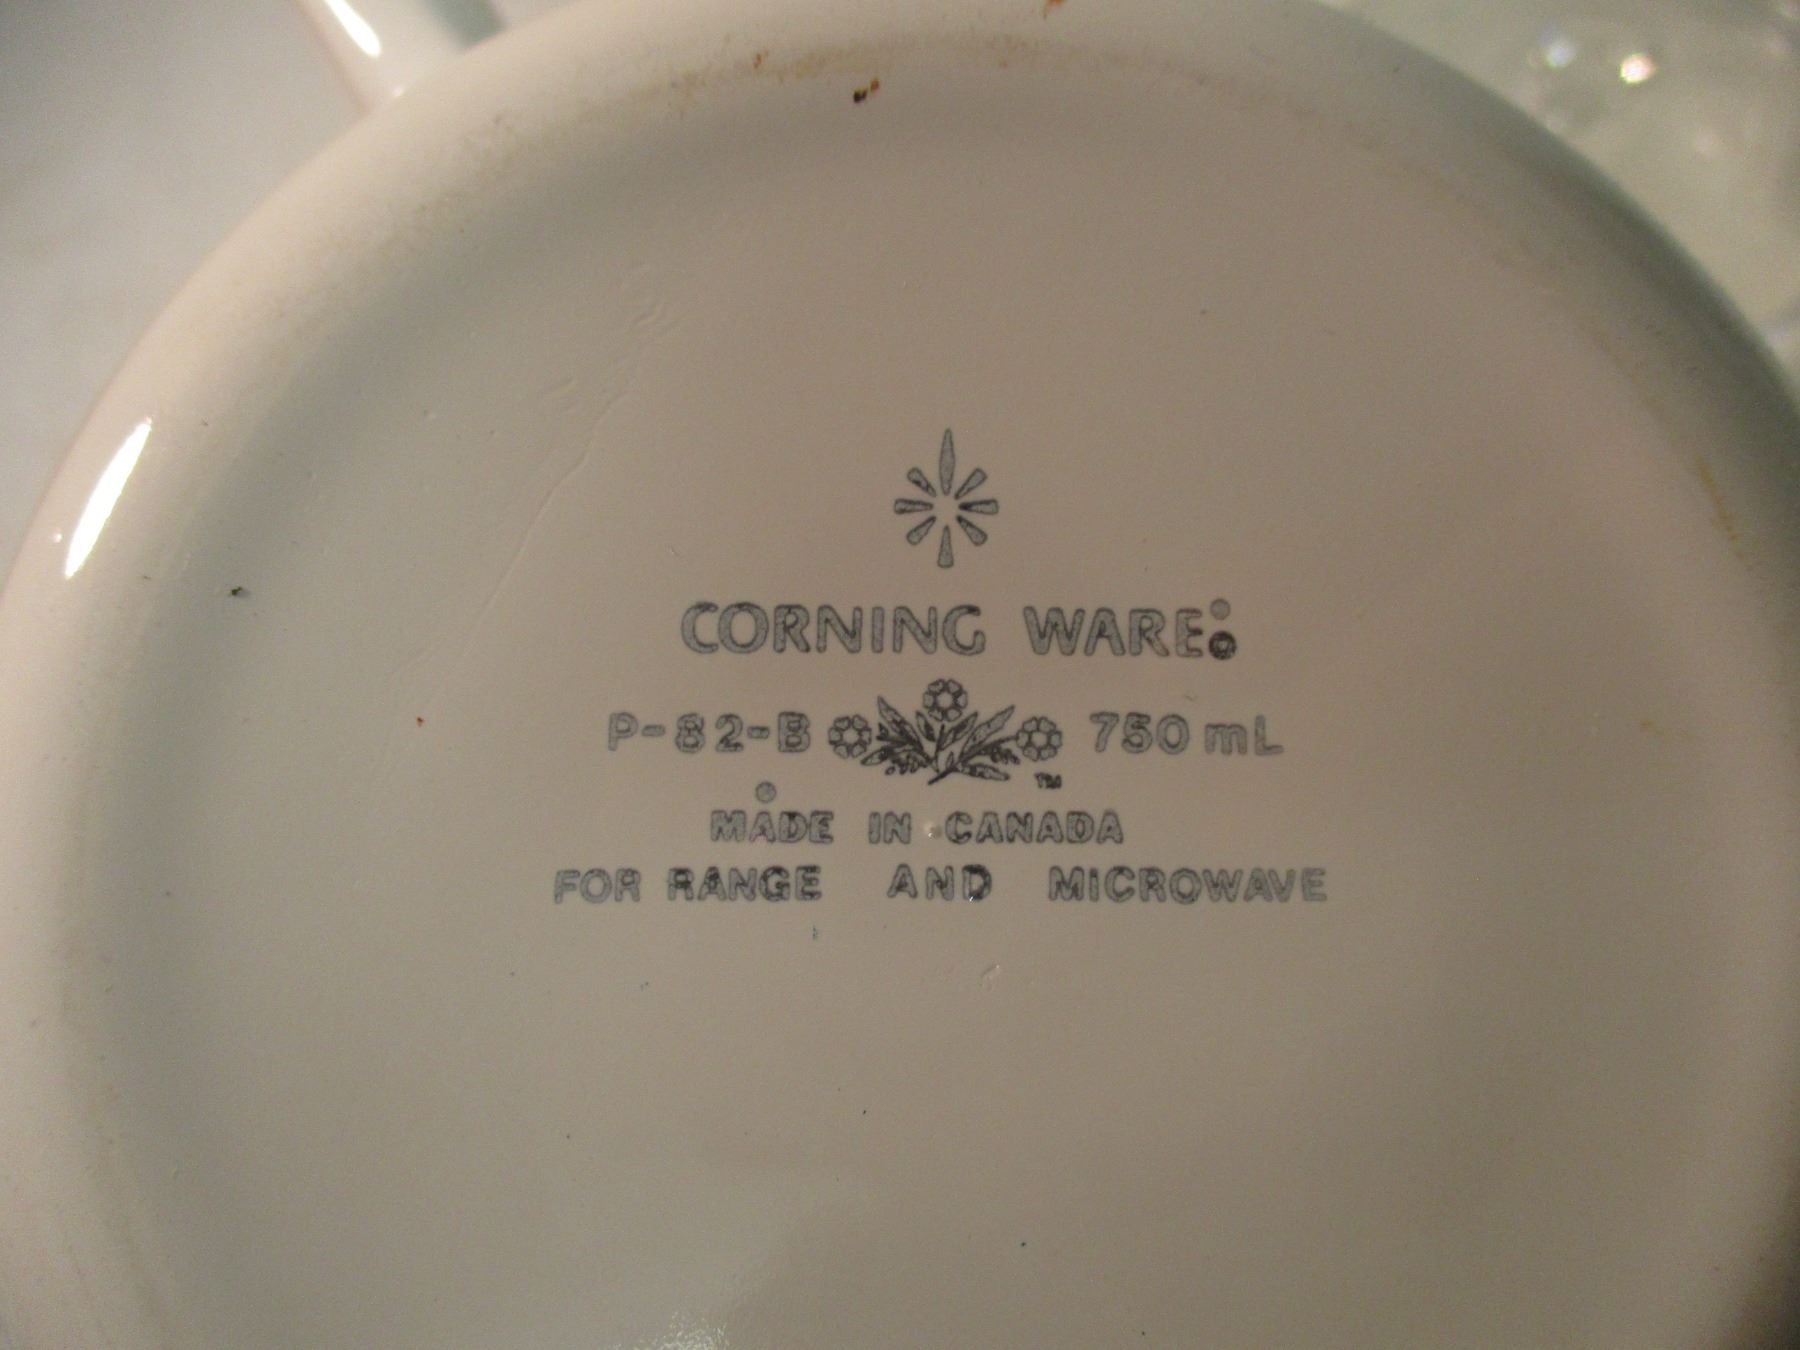 CORNING WARE®
P-82-B 750 mL
TM
MADE IN CANADA
FOR RANGE AND MICROWAVE